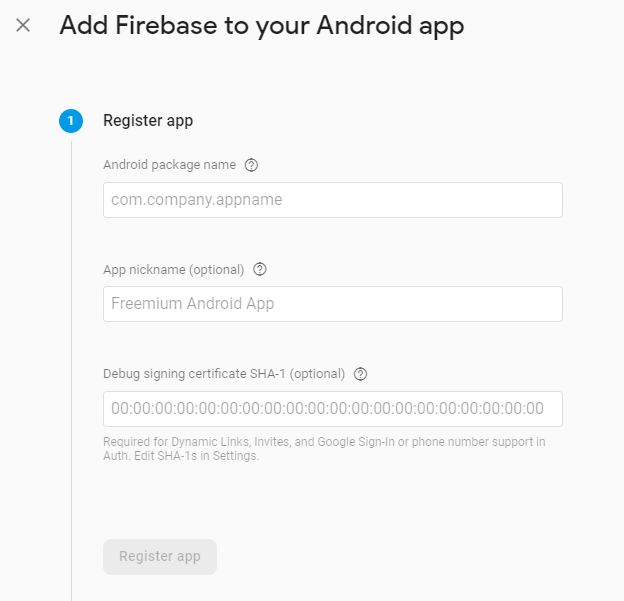 Add Firebase to your Android app
1 Register app
Android package name ?
com.company.appname
App nickname (optional) ?
Freemium Android App
Debug signing certificate SHA-1 (optional) ?
00:00:00:00:00:00:00:00:00:00:00:00:00:00:00:00:00:00:00:00
Required for Dynamic Links, Invites, and Google Sign-In or phone number support in
Auth. Edit SHA-1s in Settings.
Register app